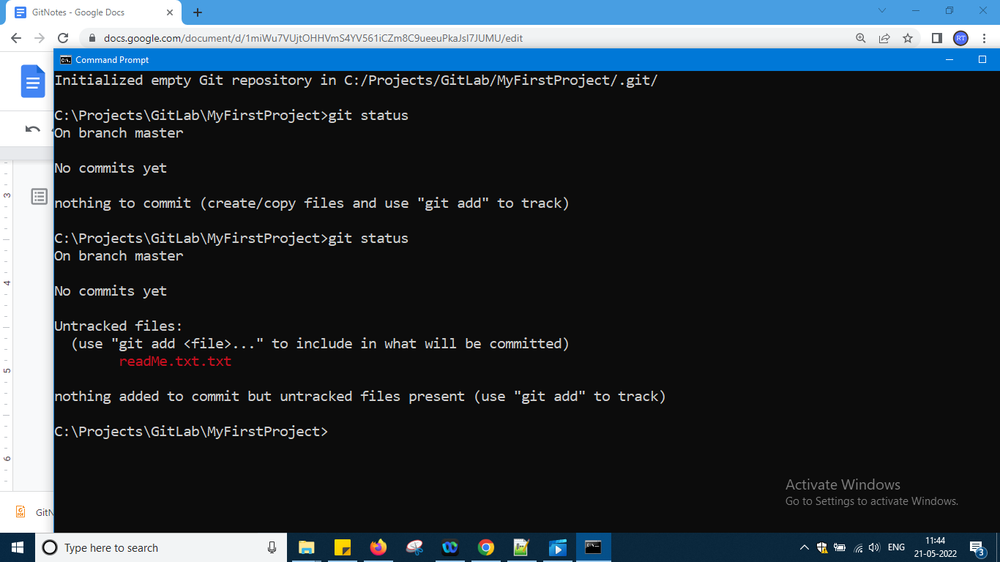 GitNotes - Google Docs
docs.google.com/document/d/1miWu7VUjtOHHVmS4YV561iCZm8C9ueeuPkaJsI7JUMU/edit
RT
Command Prompt
Initialized empty Git repository in C:/Projects/GitLab/MyFirstProject/.git/
C:\Projects\GitLab\MyFirstProject>git status
On branch master
No commits yet
nothing to commit (create/copy files and use "git add" to track)
C:\Projects\GitLab\MyFirstProject>git status
On branch master
No commits yet
Untracked files:
(use "git add <file>..." to include in what will be committed)
readMe.txt.txt
nothing added to commit but untracked files present (use "git add" to track)
C:\Projects\GitLab\MyFirstProject>
3
4
5
6
Activate Windows
Go to Settings to activate Windows.
GitN
Type here to search
ENG
11:44
21-05-2022
3